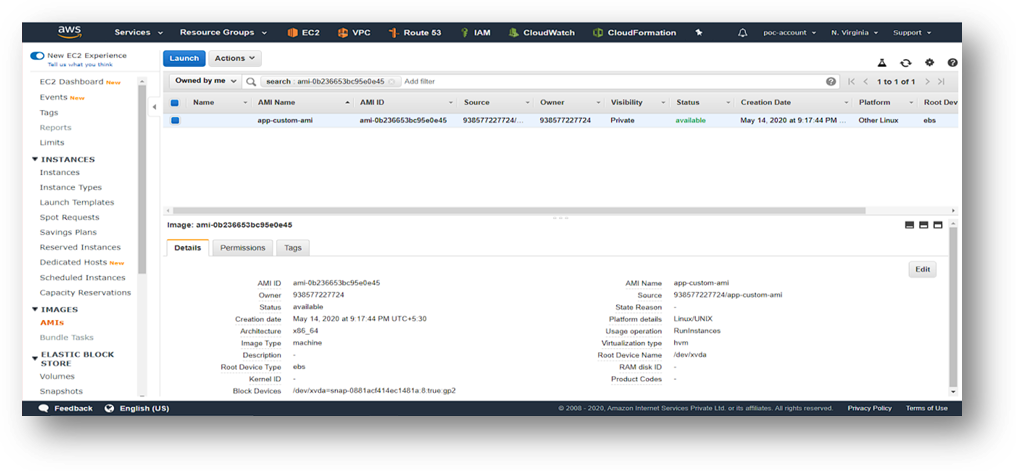 aws Services Resource Groups EC2 VPC Route 53 IAM CloudWatch CloudFormation poc-account N. Virginia Support
New EC2 Experience
Tell us what you think
EC2 Dashboard New
Events New
Tags
Reports
Limits
INSTANCES
Instances
Instance Types
Launch Templates
Spot Requests
Savings Plans
Reserved Instances
Dedicated Hosts New
Scheduled Instances
Capacity Reservations
IMAGES
AMIs
Bundle Tasks
ELASTIC BLOCK
STORE
Volumes
Snapshots
Launch Actions
Owned by me search : ami-0b236653bc95e0e45 Add filter 1 to 1 of 1
Name AMI Name AMI ID Source Owner Visibility Status Creation Date Platform Root Dev
app-custom-ami ami-0b236653bc95e0e45 938577227724/... 938577227724 Private available May 14, 2020 at 9:17:44 PM ... Other Linux ebs
Image: ami-0b236653bc95e0e45
Details Permissions Tags
Edit
AMI ID ami-0b236653bc95e0e45 AMI Name app-custom-ami
Owner 938577227724 Source 938577227724/app-custom-ami
Status available State Reason -
Creation date May 14, 2020 at 9:17:44 PM UTC+5:30 Platform details Linux/UNIX
Architecture x86_64 Usage operation RunInstances
Image Type machine Virtualization type hvm
Description - Root Device Name /dev/xvda
Root Device Type ebs RAM disk ID -
Kernel ID - Product Codes -
Block Devices /dev/xvda=snap-0881acf414ec1481a:8:true:gp2
Feedback English (US) © 2008 - 2020, Amazon Internet Services Private Ltd. or its affiliates. All rights reserved. Privacy Policy Terms of Use